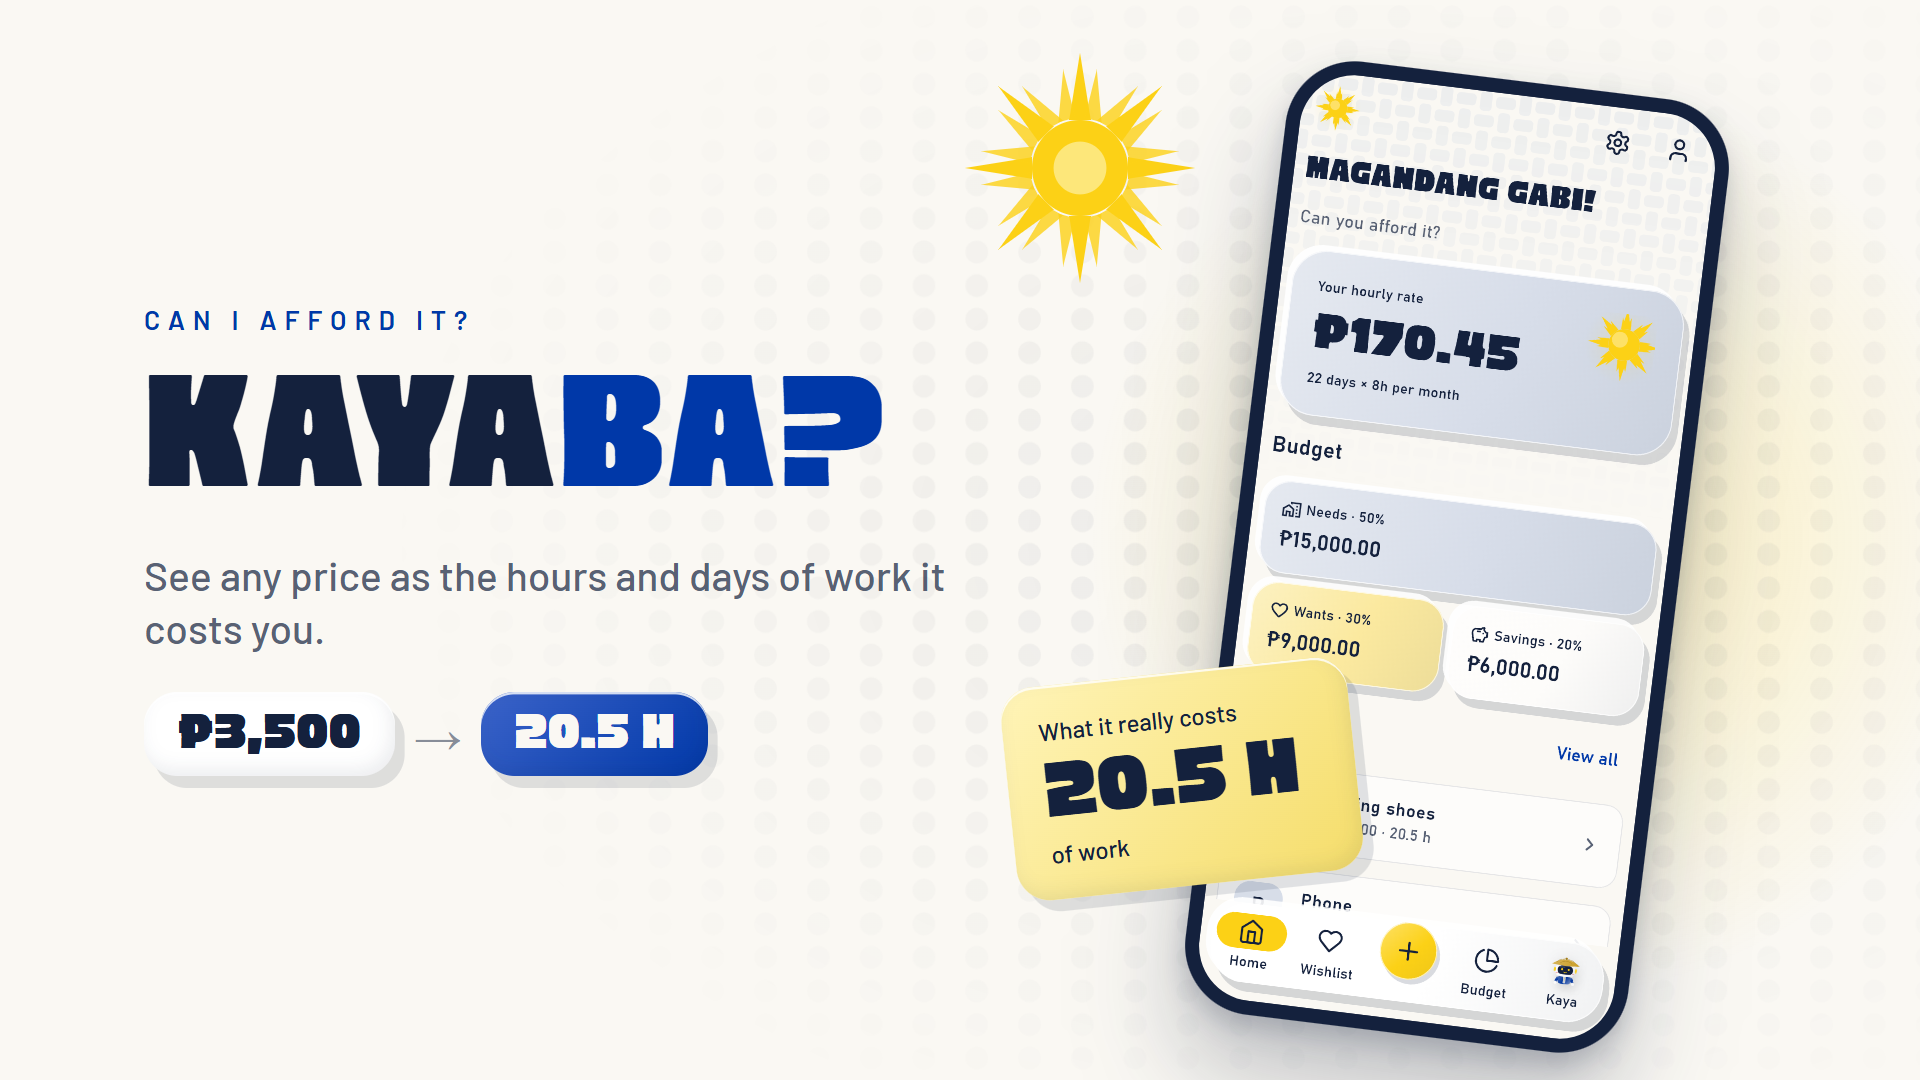 CAN I AFFORD IT?
KAYABA?
See any price as the hours and days of work it
costs you.
₱3,500 → 20.5 H
MAGANDANG GABI!
Can you afford it?
Your hourly rate
₱170.45
22 days × 8h per month
Budget
Needs · 50%
₱15,000.00
Wants · 30%
₱9,000.00
Savings · 20%
₱6,000.00
What it really costs
20.5 H
of work
View all
ng shoes
00 · 20.5 h
Phone
Home
Wishlist
Budget
Kaya